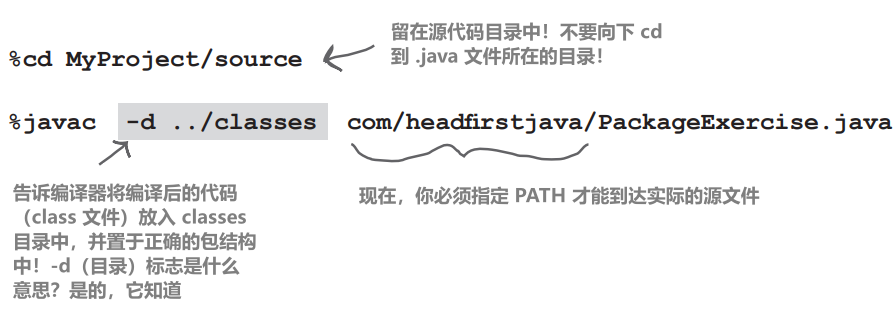 留在源代码目录中！不要向下 cd
到 .java 文件所在的目录！
%cd MyProject/source
%javac -d ../classes com/headfirstjava/PackageExercise.java
告诉编译器将编译后的代码
（class 文件）放入 classes
目录中，并置于正确的包结构
中！-d（目录）标志是什么
意思？是的，它知道
现在，你必须指定 PATH 才能到达实际的源文件